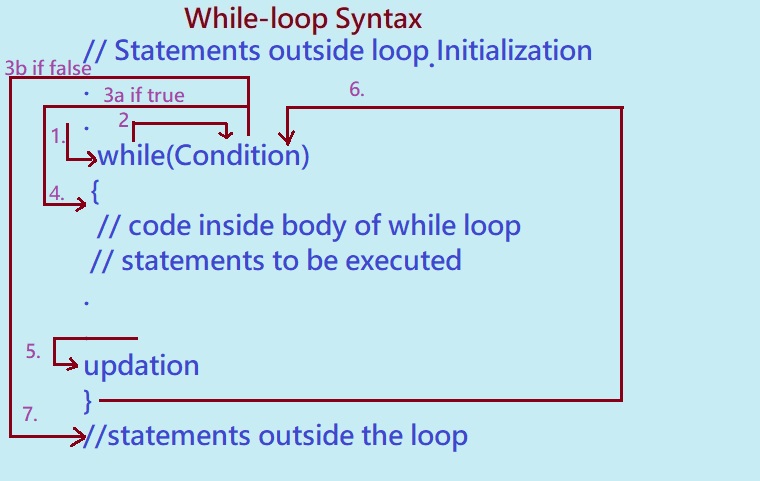 While-loop Syntax
// Statements outside loop.Initialization
3b if false
.
3a if true
6.
.
2
1.
while(Condition)
4.
{
// code inside body of while loop
// statements to be executed
.
.
5.
updation
}
7.
//statements outside the loop